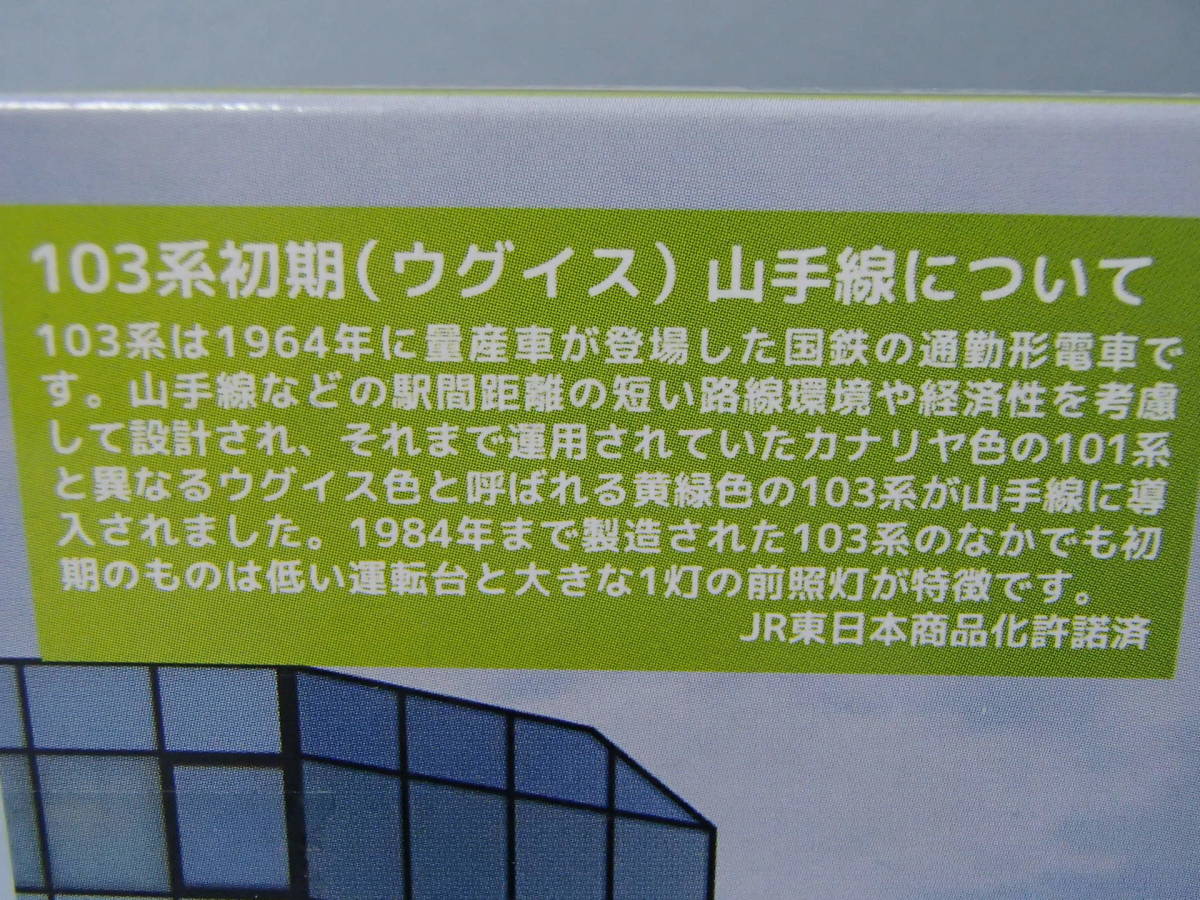 103系初期（ウグイス）山手線について
103系は1964年に量産車が登場した国鉄の通勤形電車で
す。山手線などの駅間距離の短い路線環境や経済性を考慮
して設計され、それまで運用されていたカナリヤ色の101系
と異なるウグイス色と呼ばれる黄緑色の103系が山手線に導
入されました。1984年まで製造された103系のなかでも初
期のものは低い運転台と大きな1灯の前照灯が特徴です。
JR東日本商品化許諾済